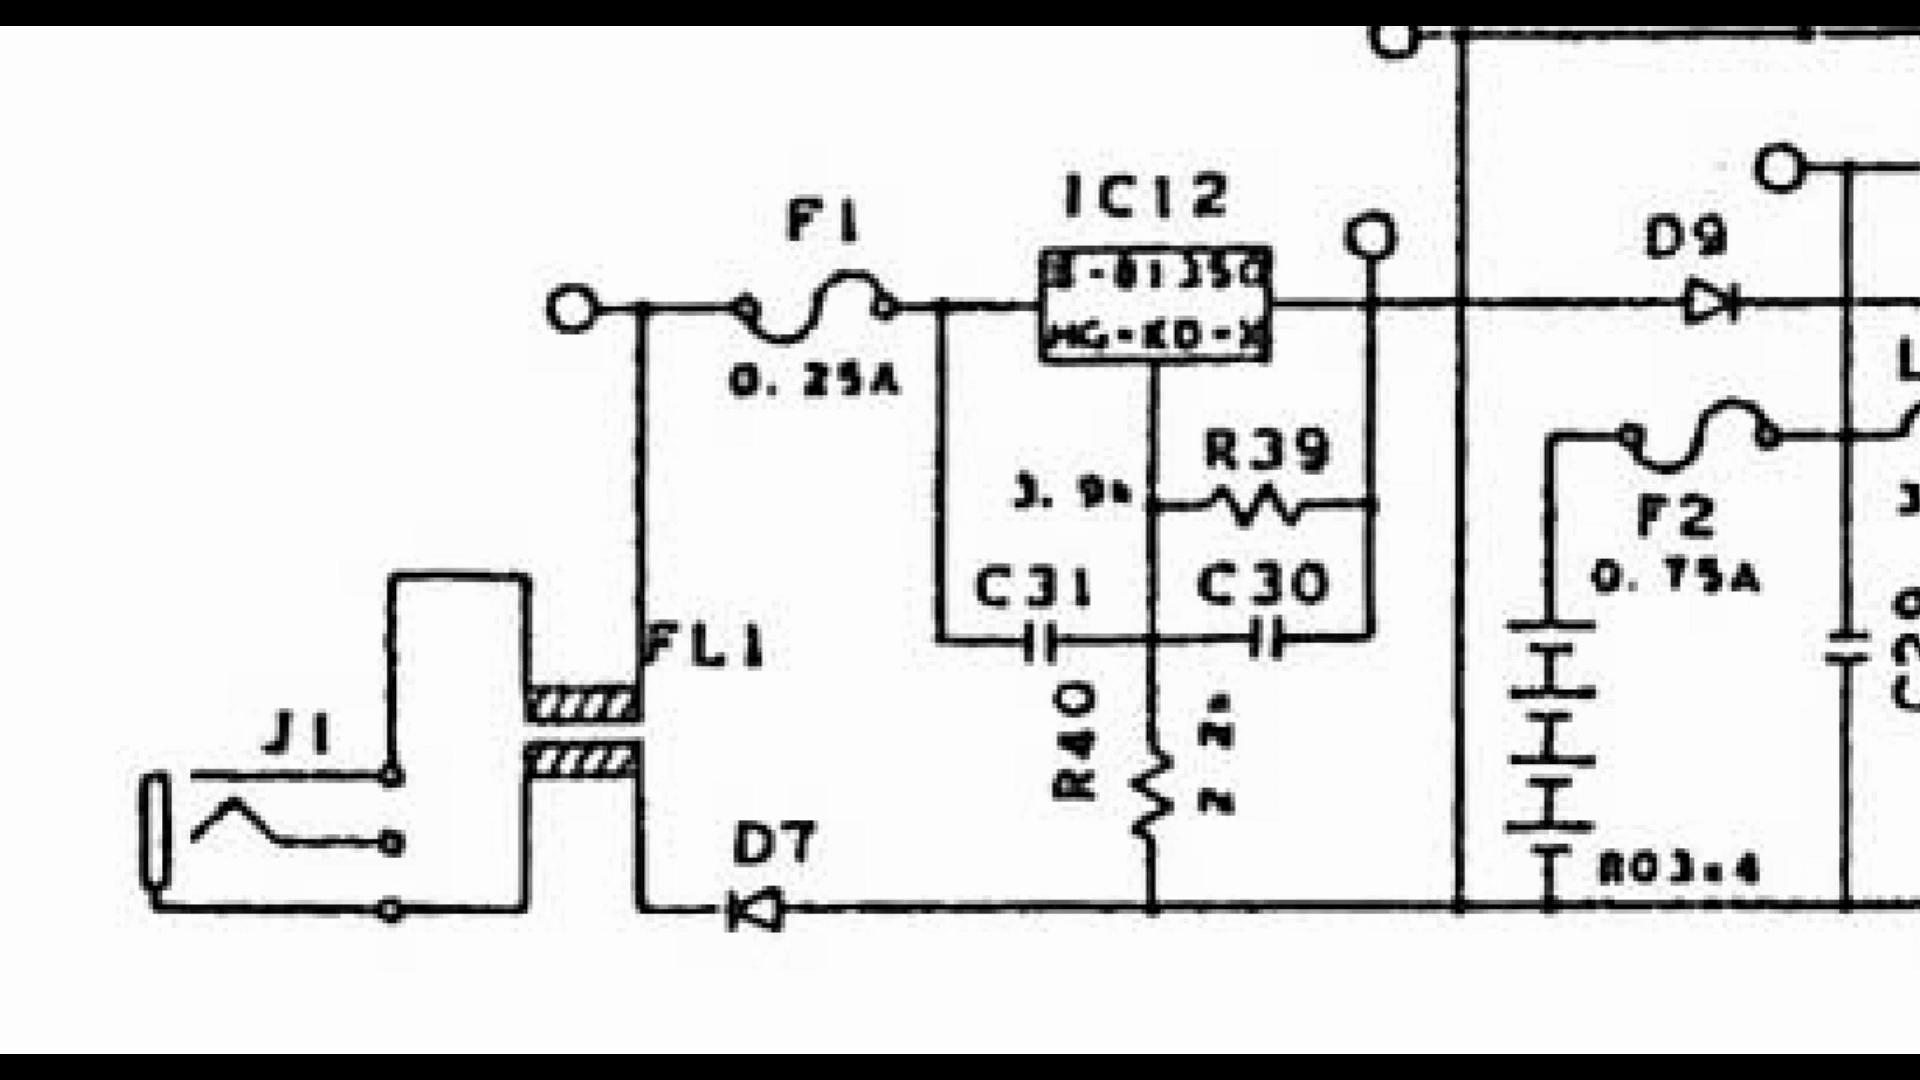 IC12
F1
D9
0.25A
R39
3.9k
F2
C31
C30
0.75A
FL1
R40
J1
D7
R03×4